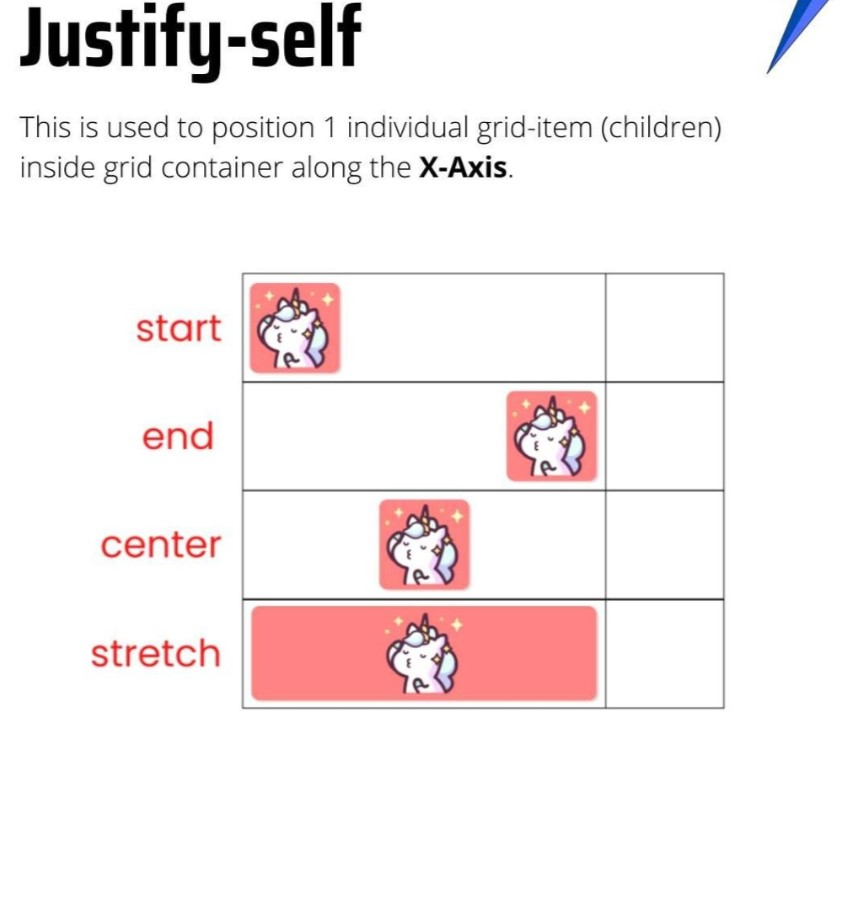 Justify-self
This is used to position 1 individual grid-item (children)
inside grid container along the X-Axis.
start
end
center
stretch